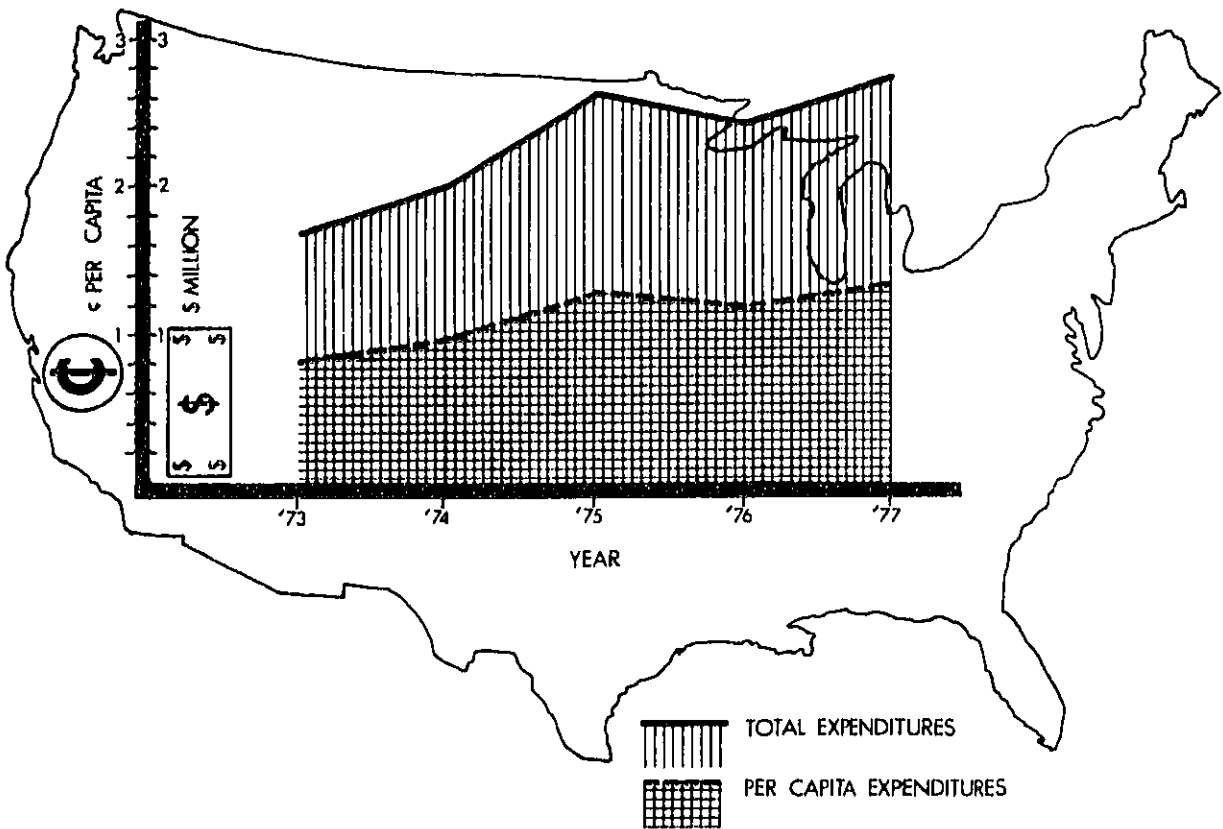 3 3
2 2
1 1
¢ PER CAPITA
$ MILLION
¢
$ $
$
$ $
'73 '74 '75 '76 '77
YEAR
TOTAL EXPENDITURES
PER CAPITA EXPENDITURES